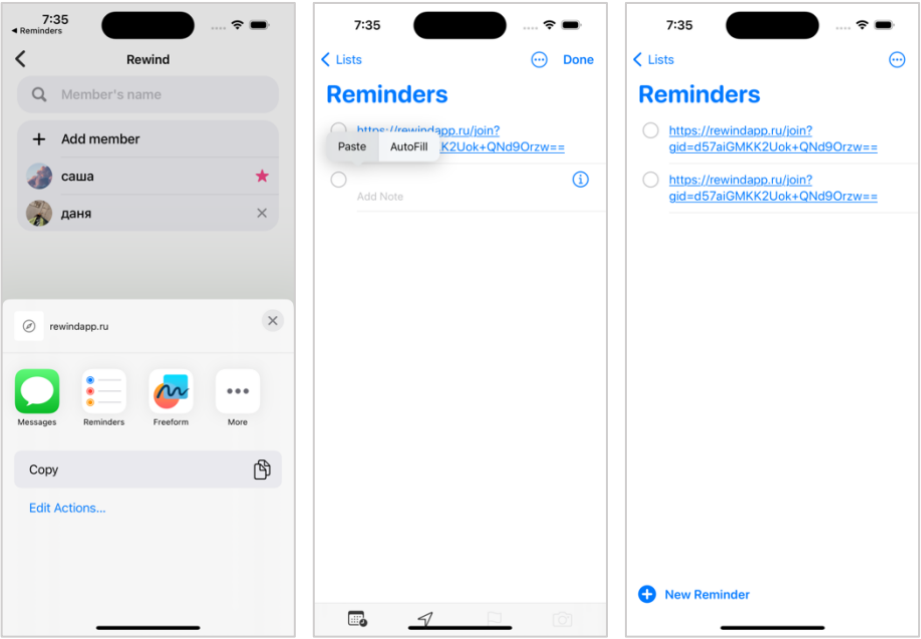 7:35
Reminders
Rewind
Member's name
Add member
саша
даня
rewindapp.ru
Messages
Reminders
Freeform
More
Copy
Edit Actions...
7:35
Lists
Done
Reminders
https://rewindapp.ru/join?
K2Uok+QNd9Orzw==
Paste
AutoFill
Add Note
7:35
Lists
Reminders
https://rewindapp.ru/join?
gid=d57aiGMKK2Uok+QNd9Orzw==
https://rewindapp.ru/join?
gid=d57aiGMKK2Uok+QNd9Orzw==
New Reminder